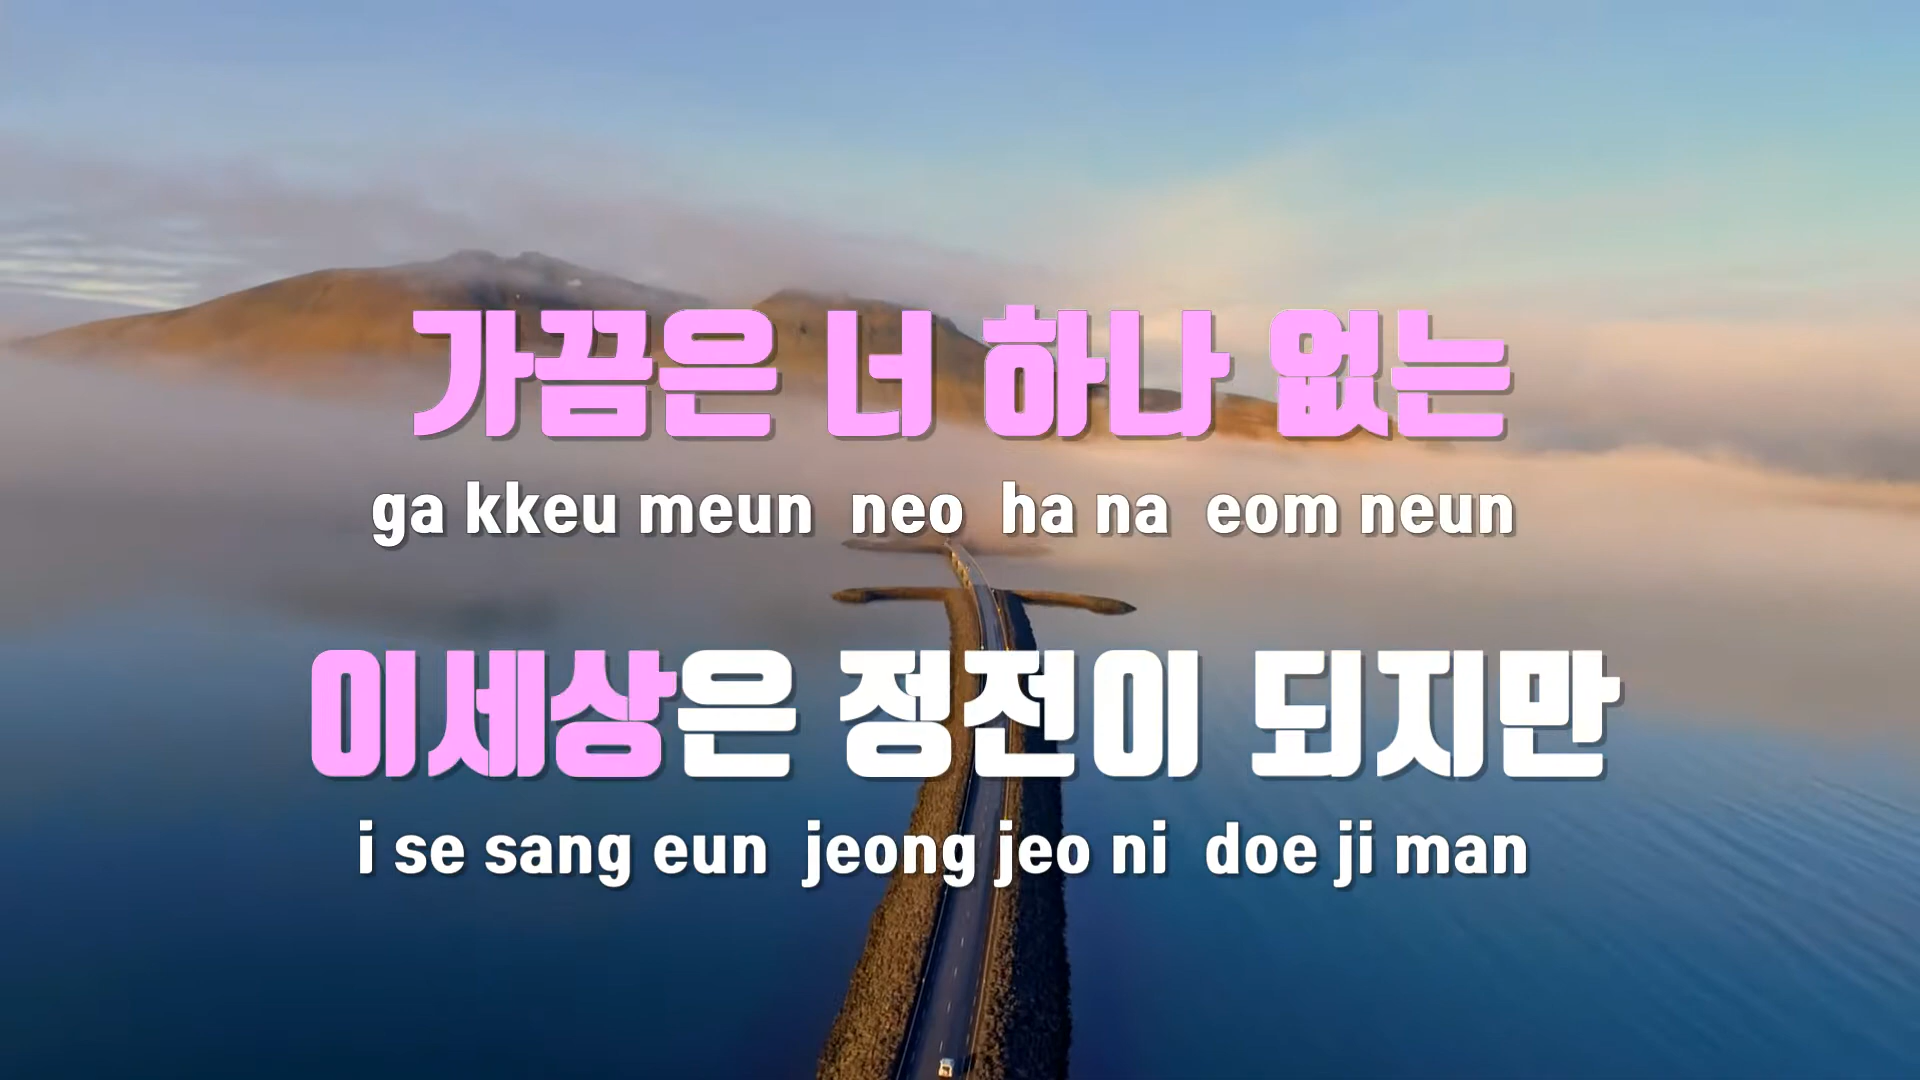 가끔은 너 하나 없는
ga kkeu meun neo ha na eom neun
이세상은 정전이 되지만
i se sang eun jeong jeo ni doe ji man